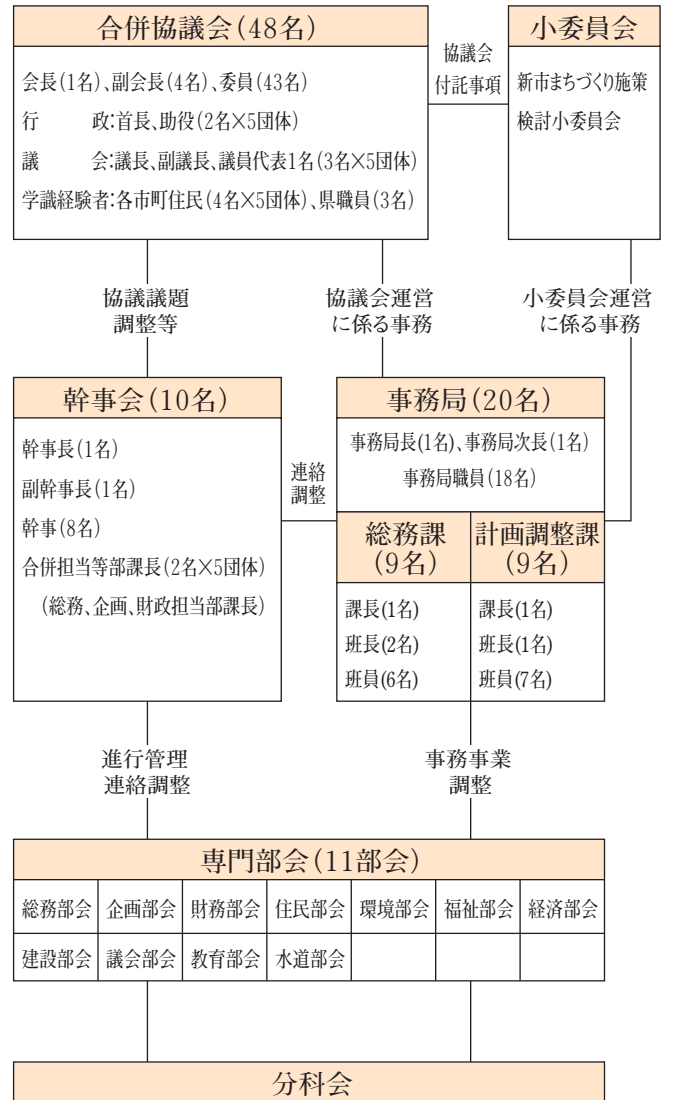 合併協議会(48名)
会長(1名)、副会長(4名)、委員(43名)
行　　政:首長、助役(2名×5団体)
議　　会:議長、副議長、議員代表1名(3名×5団体)
学識経験者:各市町住民(4名×5団体)、県職員(3名)
協議会
付託事項
小委員会
新市まちづくり施策
検討小委員会
協議議題
調整等
協議会運営
に係る事務
小委員会運営
に係る事務
幹事会(10名)
幹事長(1名)
副幹事長(1名)
幹事(8名)
合併担当等部課長(2名×5団体)
(総務、企画、財政担当部課長)
連絡
調整
事務局(20名)
事務局長(1名)、事務局次長(1名)
事務局職員(18名)
総務課
(9名)
課長(1名)
班長(2名)
班員(6名)
計画調整課
(9名)
課長(1名)
班長(1名)
班員(7名)
進行管理
連絡調整
事務事業
調整
専門部会(11部会)
総務部会 企画部会 財務部会 住民部会 環境部会 福祉部会 経済部会
建設部会 議会部会 教育部会 水道部会
分科会